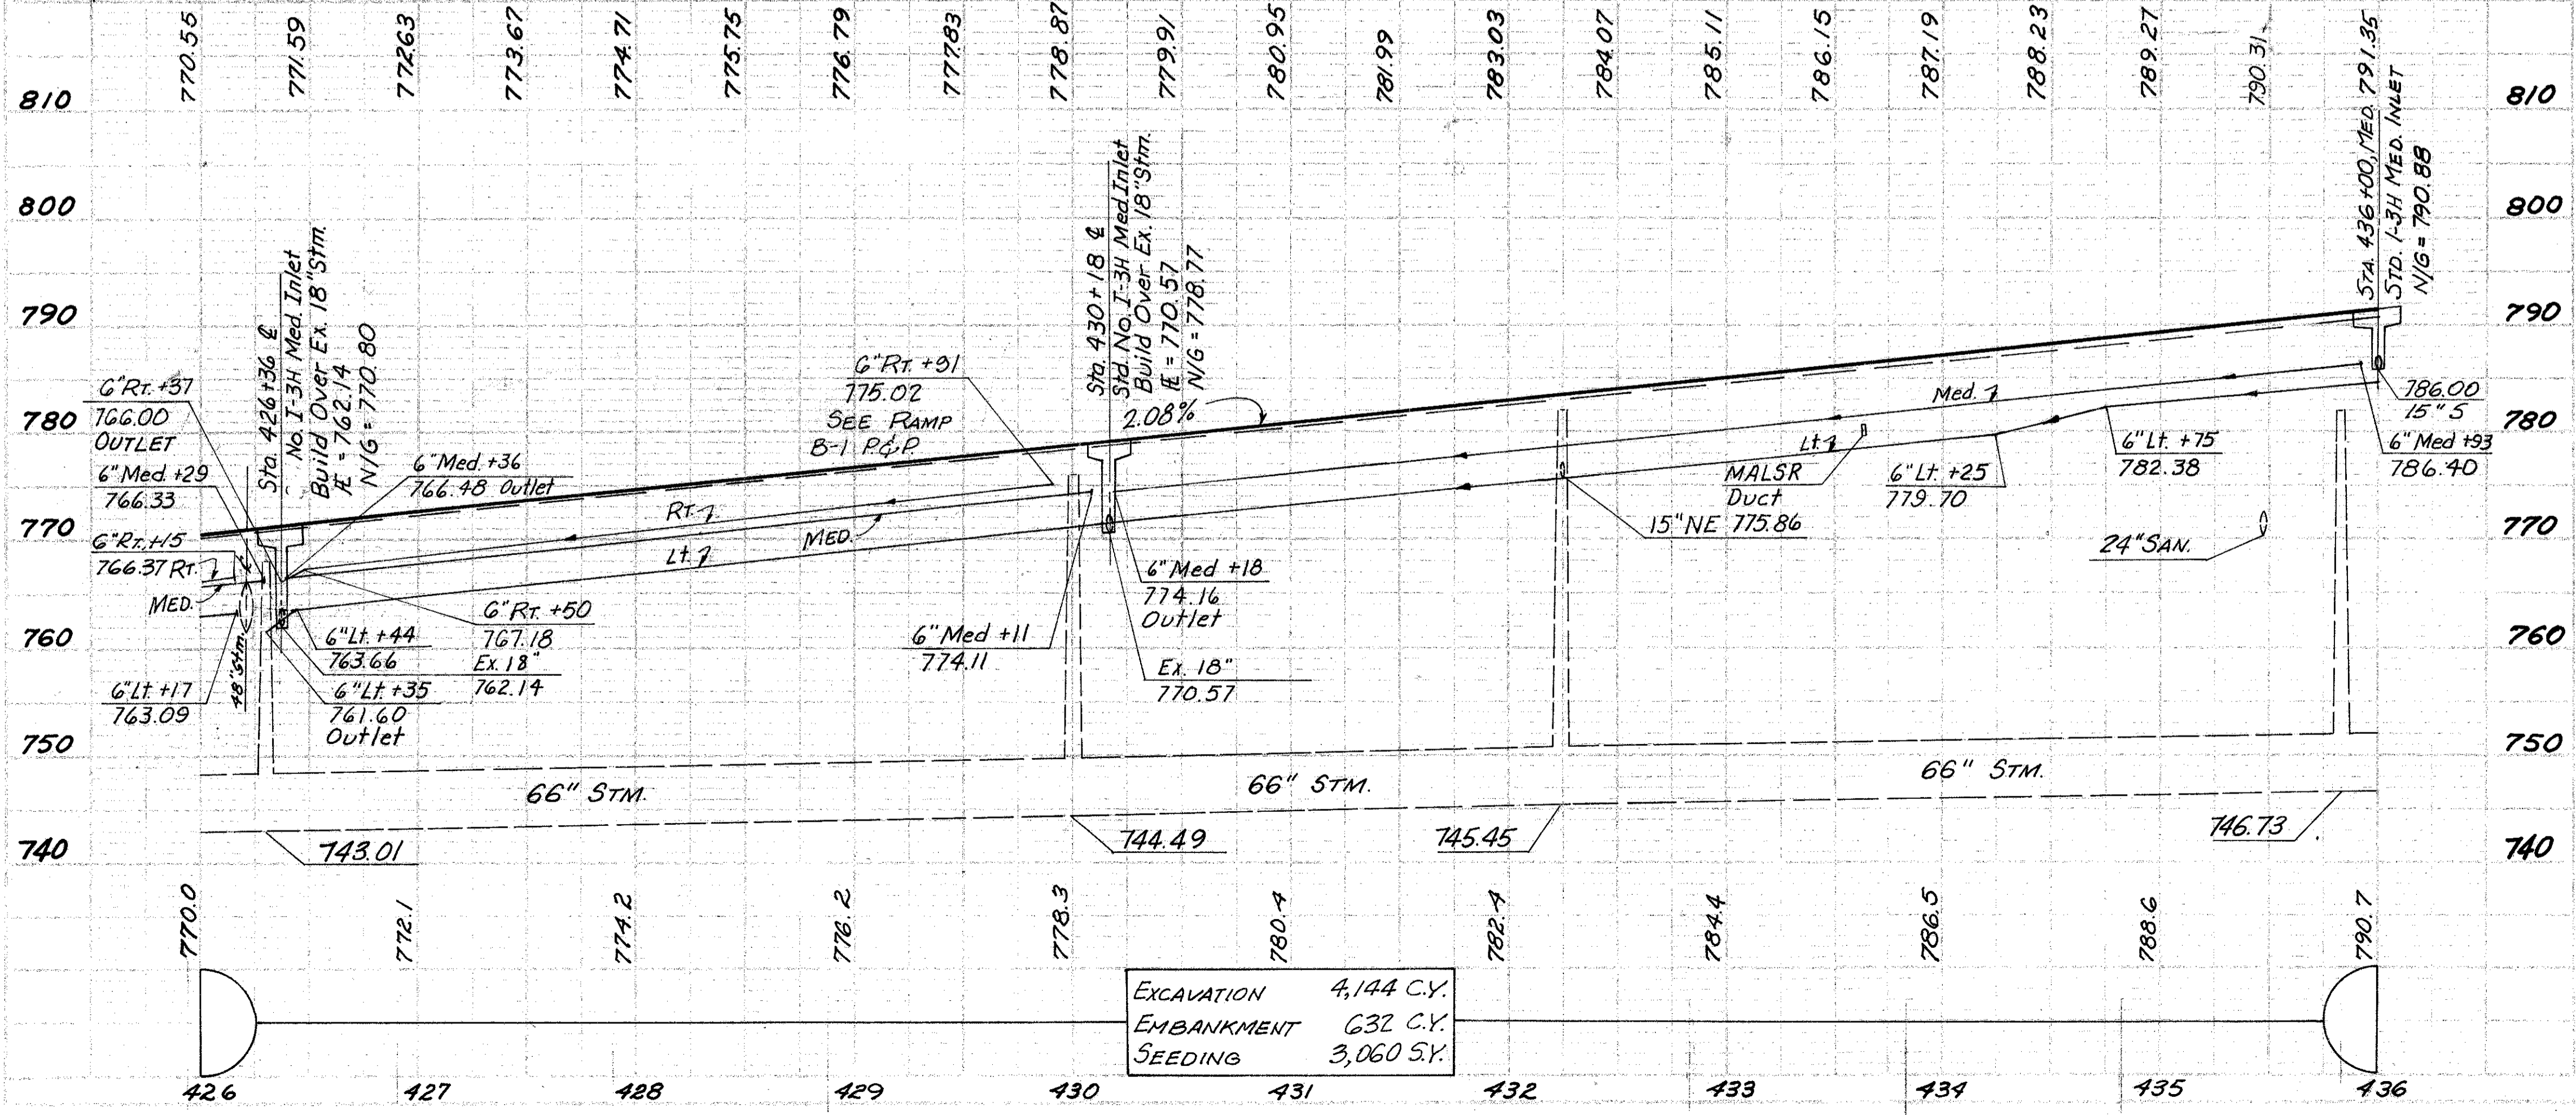 770.55
771.59
772.63
773.67
774.71
775.75
776.79
777.83
778.87
779.91
780.95
781.99
783.03
784.07
785.11
786.15
787.19
788.23
789.27
790.31
791.35
810
810
800
800
790
790
780
780
770
770
760
760
750
750
740
740
Sta. 426+36 ℄
No. I-3H Med. Inlet
Build Over Ex. 18" Stm.
Æ = 762.14
N/G = 770.80
Sta. 430+18 ℄
Std. No. I-3H Med Inlet
Build Over Ex. 18" Stm.
Æ = 770.57
N/G = 778.77
STA. 436+00, MED.
STD. I-3H MED. INLET
N/G = 790.88
6" RT. +37
766.00
OUTLET
6" Med. +29
766.33
6" RT. +15
766.37 RT.
MED.
6" Lt. +17
763.09
48" Stm.
6" Med. +36
766.48 Outlet
6" Lt. +44
763.66
6" Lt. +35
761.60
Outlet
6" RT. +50
767.18
Ex. 18"
762.14
RT.
MED.
Lt.
6" RT. +91
775.02
SEE RAMP
B-1 P.&P.
2.08%
6" Med +11
774.11
6" Med +18
774.16
Outlet
Ex. 18"
770.57
Med.
Lt.
MALSR
Duct
15" NE 775.86
6" Lt. +25
779.70
6" Lt. +75
782.38
24" SAN.
786.00
15" S
6" Med +93
786.40
66" STM.
66" STM.
66" STM.
743.01
744.49
745.45
746.73
770.0
772.1
774.2
776.2
778.3
780.4
782.4
784.4
786.5
788.6
790.7
EXCAVATION 4,144 C.Y.
EMBANKMENT 632 C.Y.
SEEDING 3,060 S.Y.
426
427
428
429
430
431
432
433
434
435
436